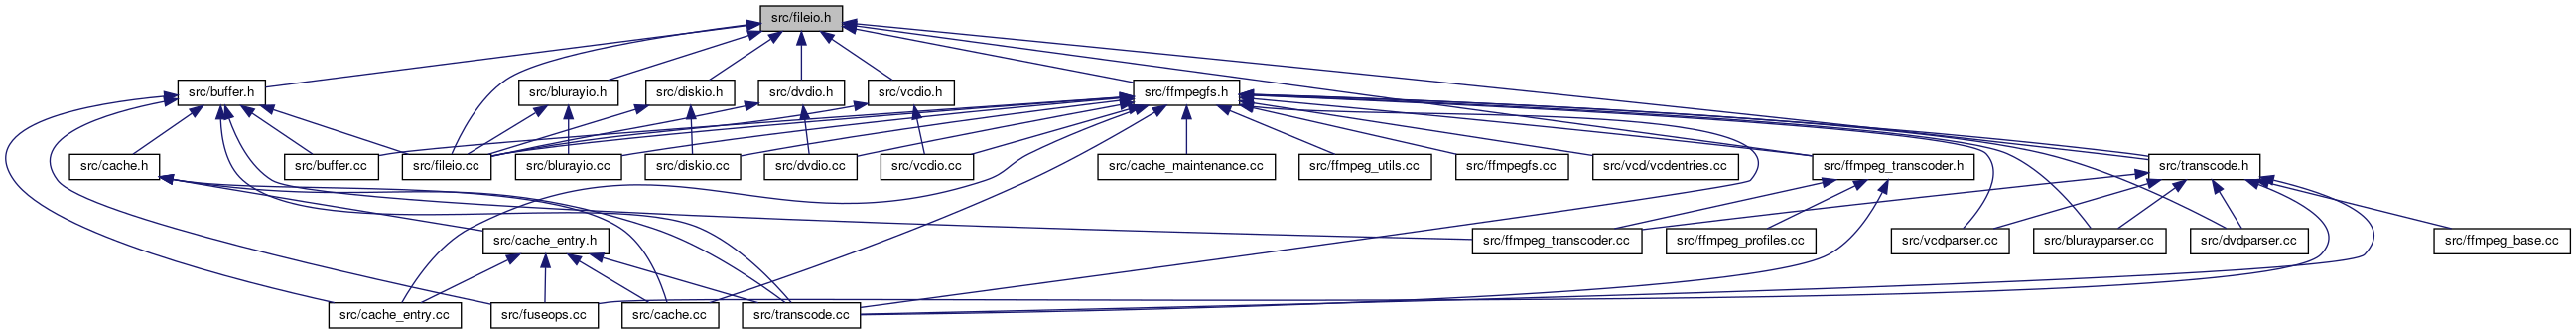 src/fileio.h
src/buffer.h
src/blurayio.h
src/diskio.h
src/dvdio.h
src/vcdio.h
src/ffmpegfs.h
src/cache.h
src/buffer.cc
src/fileio.cc
src/blurayio.cc
src/diskio.cc
src/dvdio.cc
src/vcdio.cc
src/cache_maintenance.cc
src/ffmpeg_utils.cc
src/ffmpegfs.cc
src/vcd/vcdentries.cc
src/ffmpeg_transcoder.h
src/transcode.h
src/cache_entry.h
src/ffmpeg_transcoder.cc
src/ffmpeg_profiles.cc
src/vcdparser.cc
src/blurayparser.cc
src/dvdparser.cc
src/ffmpeg_base.cc
src/cache_entry.cc
src/fuseops.cc
src/cache.cc
src/transcode.cc